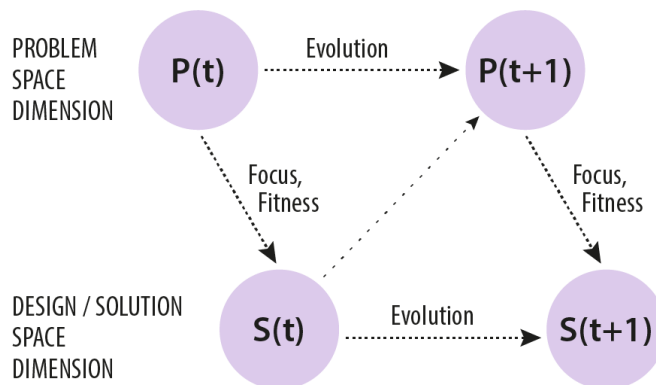 PROBLEM
SPACE
DIMENSION
P(t)
Evolution
P(t+1)
Focus,
Fitness
Focus,
Fitness
DESIGN / SOLUTION
SPACE
DIMENSION
S(t)
Evolution
S(t+1)